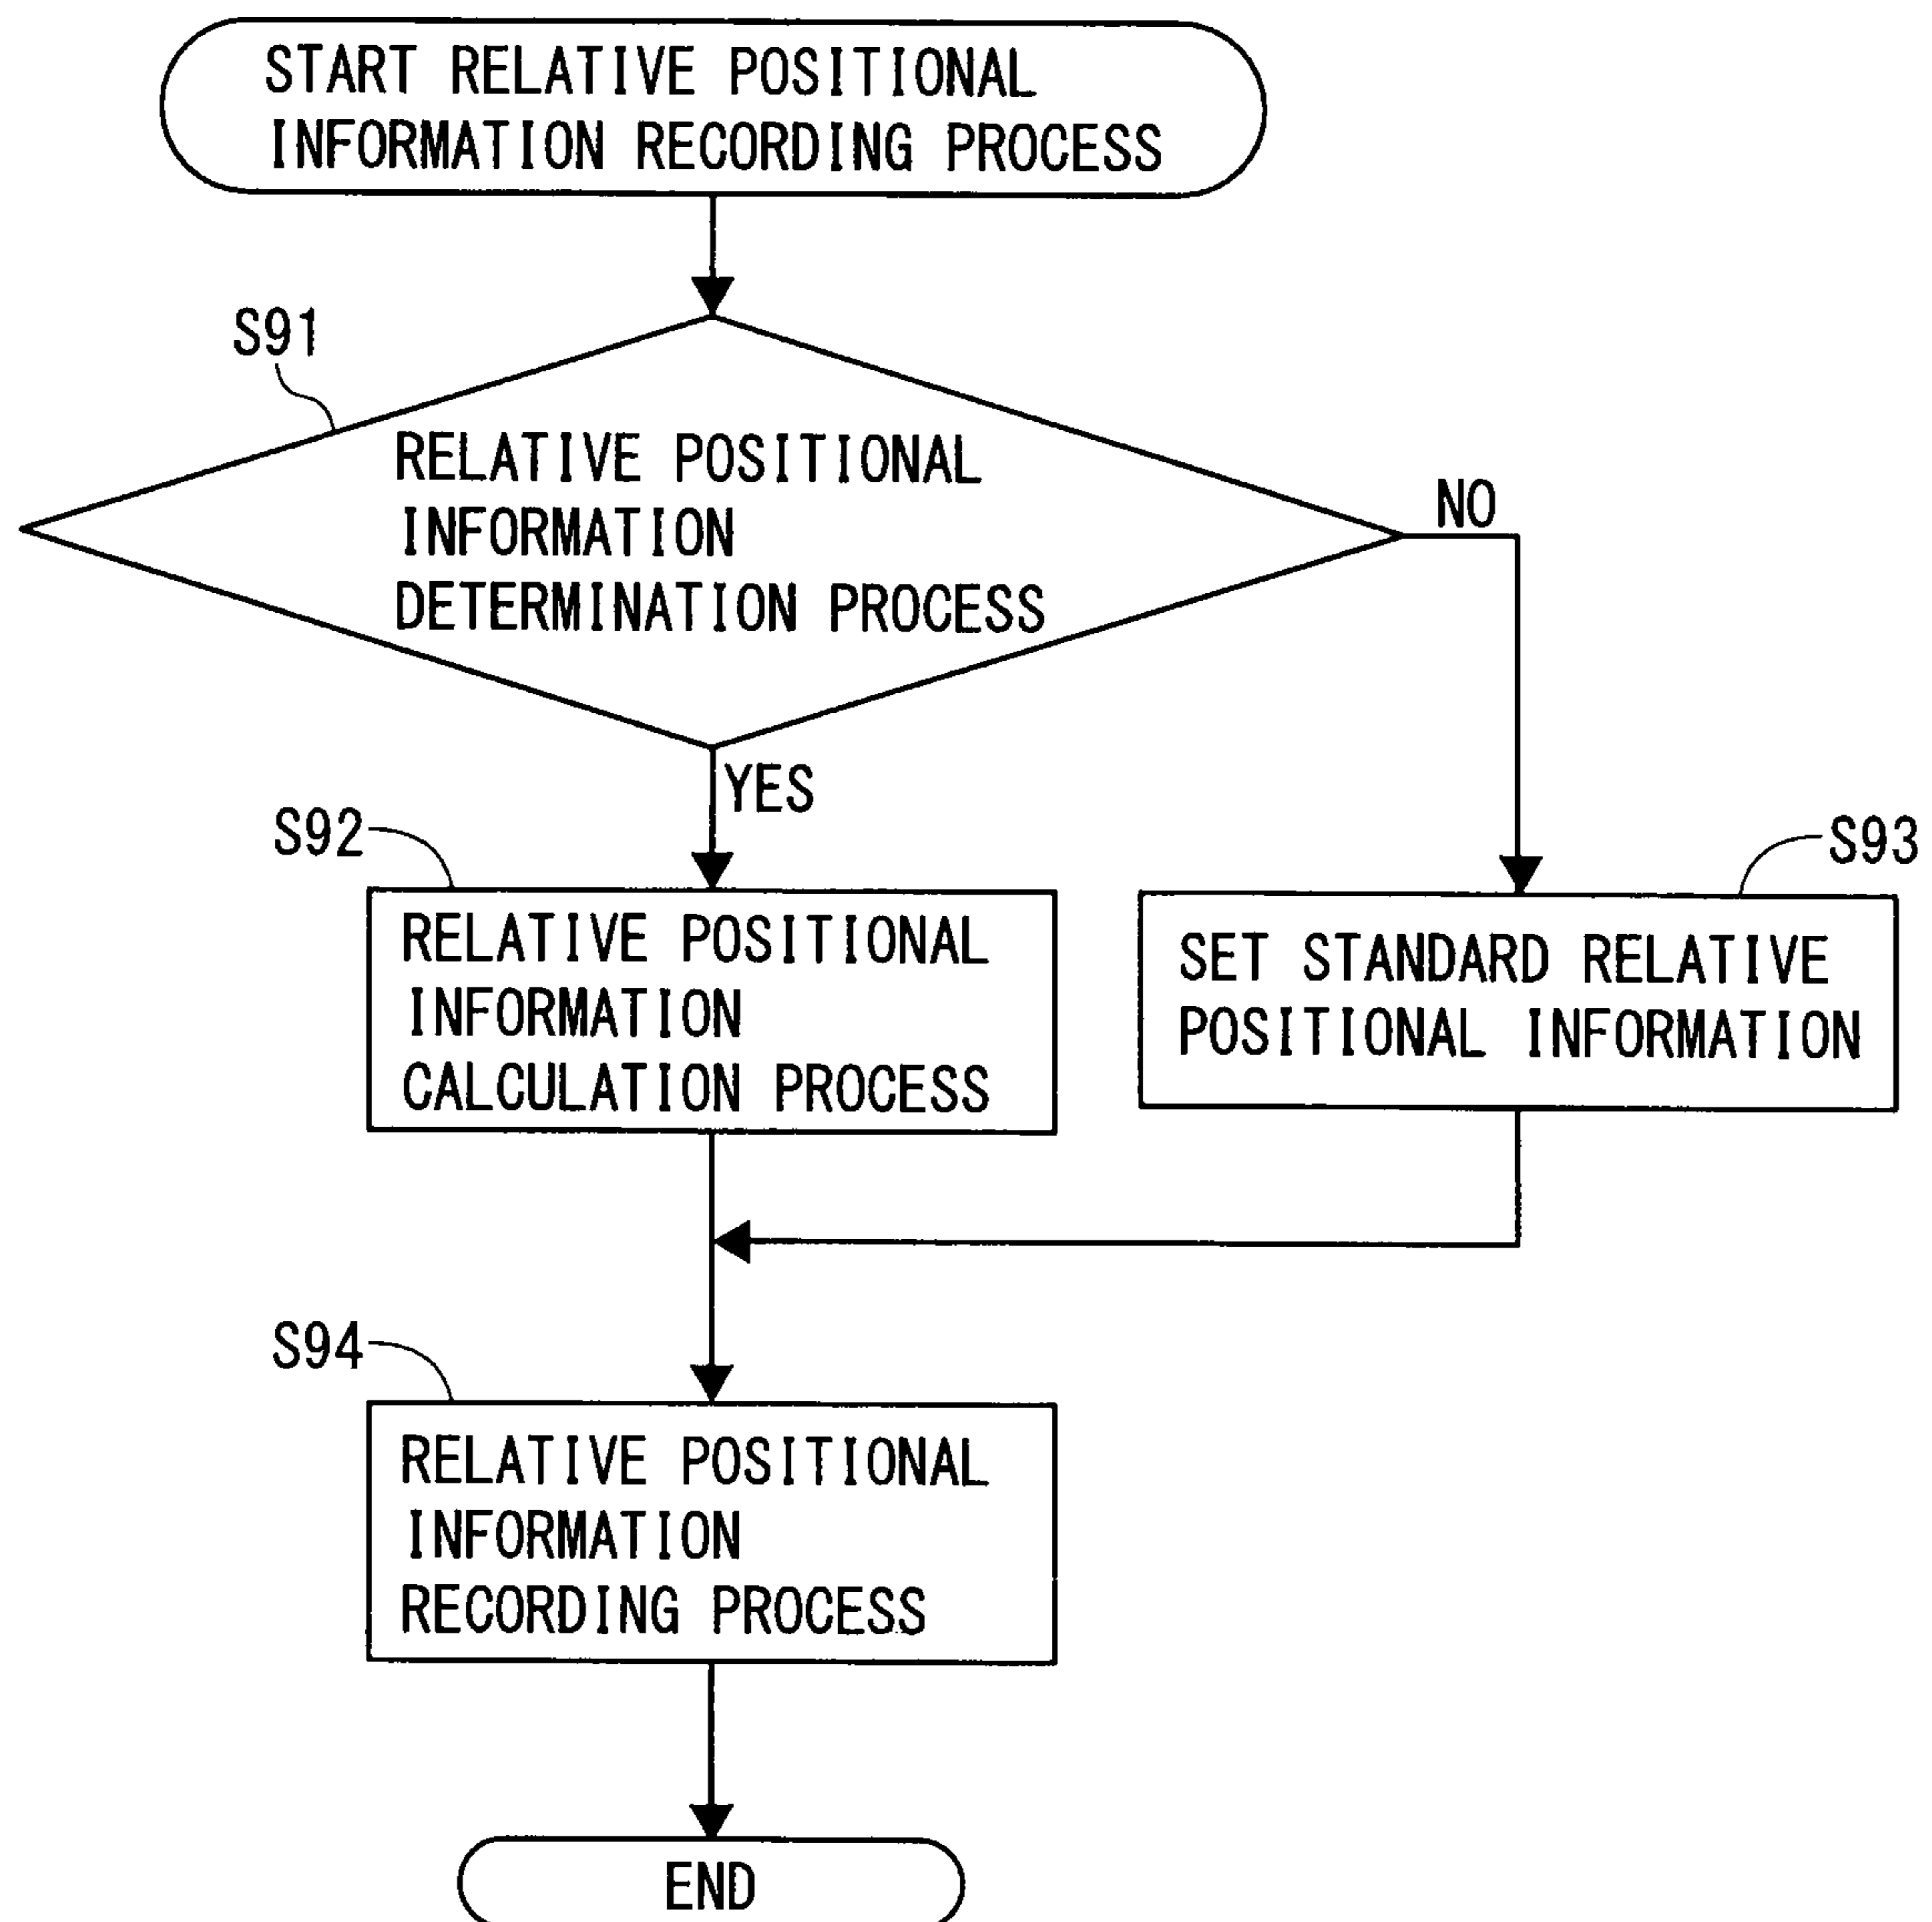 START RELATIVE POSITIONAL
INFORMATION RECORDING PROCESS
S91
RELATIVE POSITIONAL
INFORMATION
DETERMINATION PROCESS
NO
YES
S92
RELATIVE POSITIONAL
INFORMATION
CALCULATION PROCESS
S93
SET STANDARD RELATIVE
POSITIONAL INFORMATION
S94
RELATIVE POSITIONAL
INFORMATION
RECORDING PROCESS
END